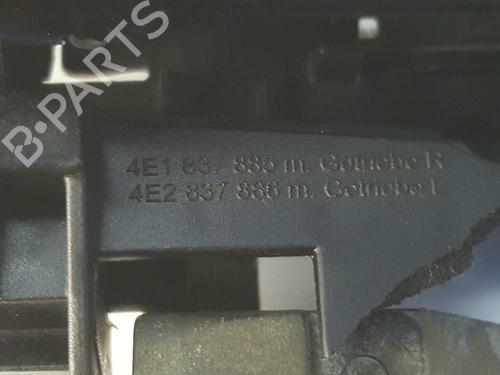 B-PARTS
4E1 837 885 m. Getriebe R
4E2 837 886 m. Getriebe L